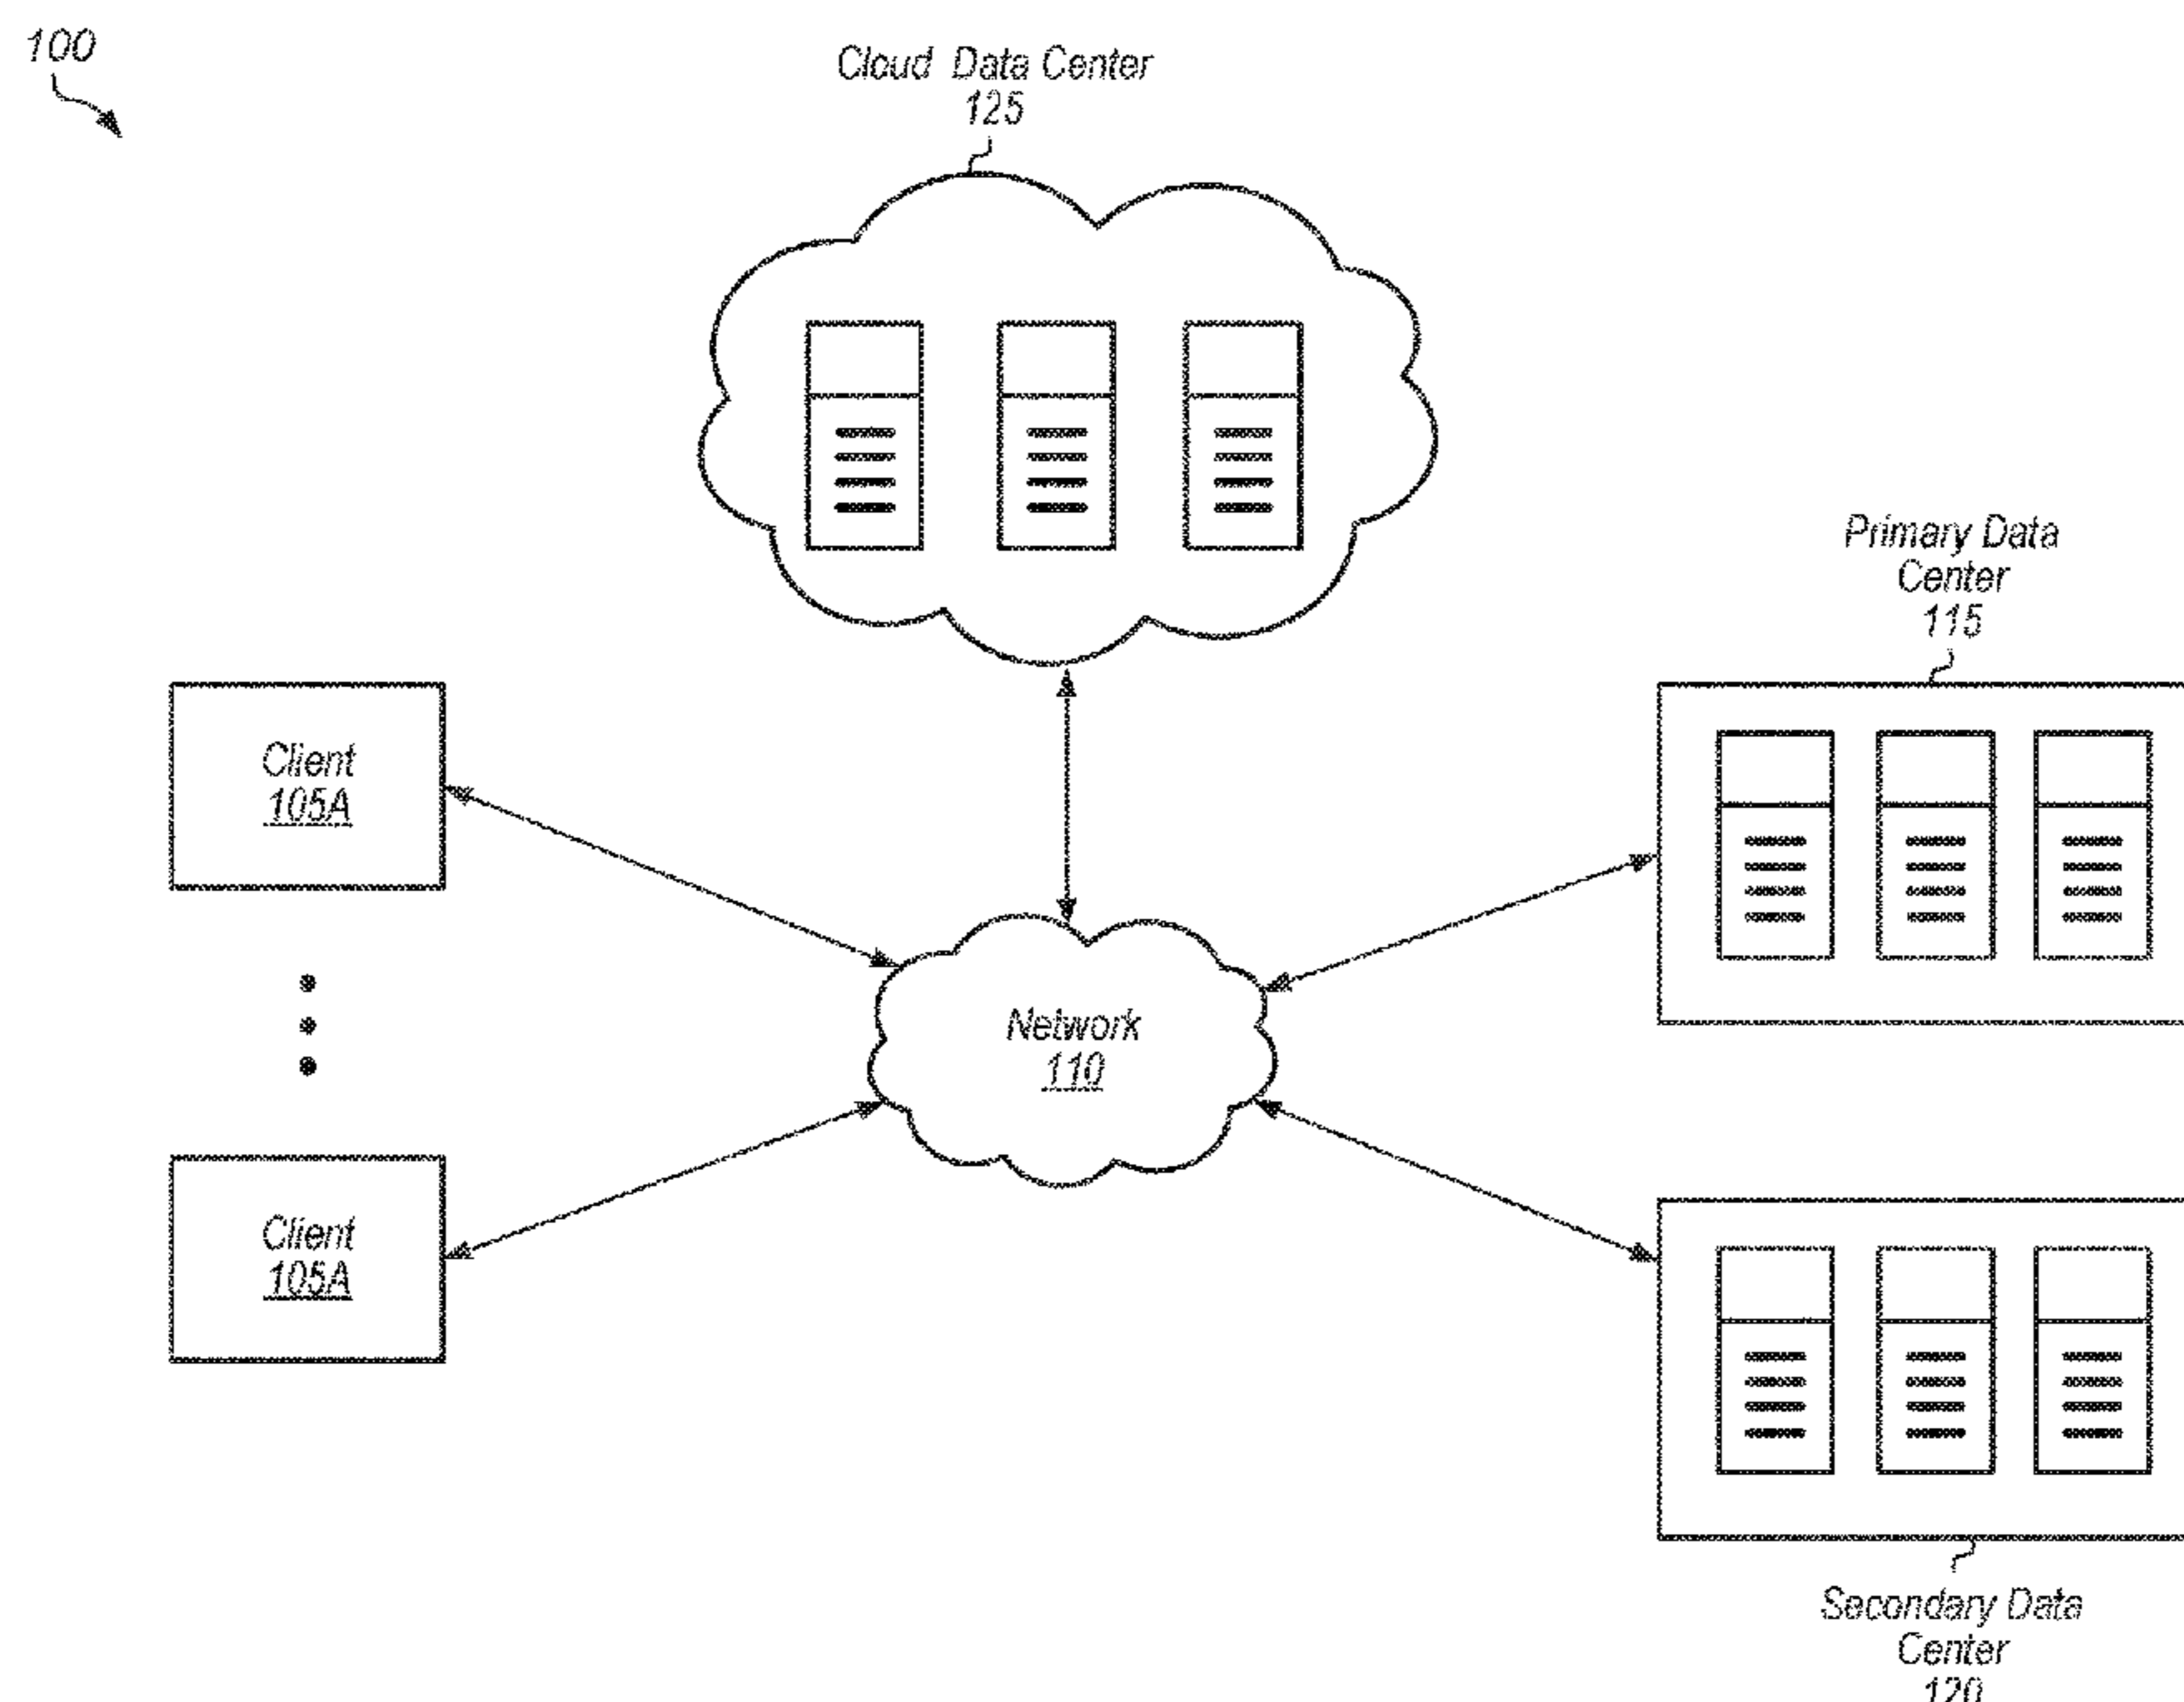 100
Cloud Data Center
125
Primary Data
Center
115
Client
105A
Network
110
Client
105A
Secondary Data
Center
120